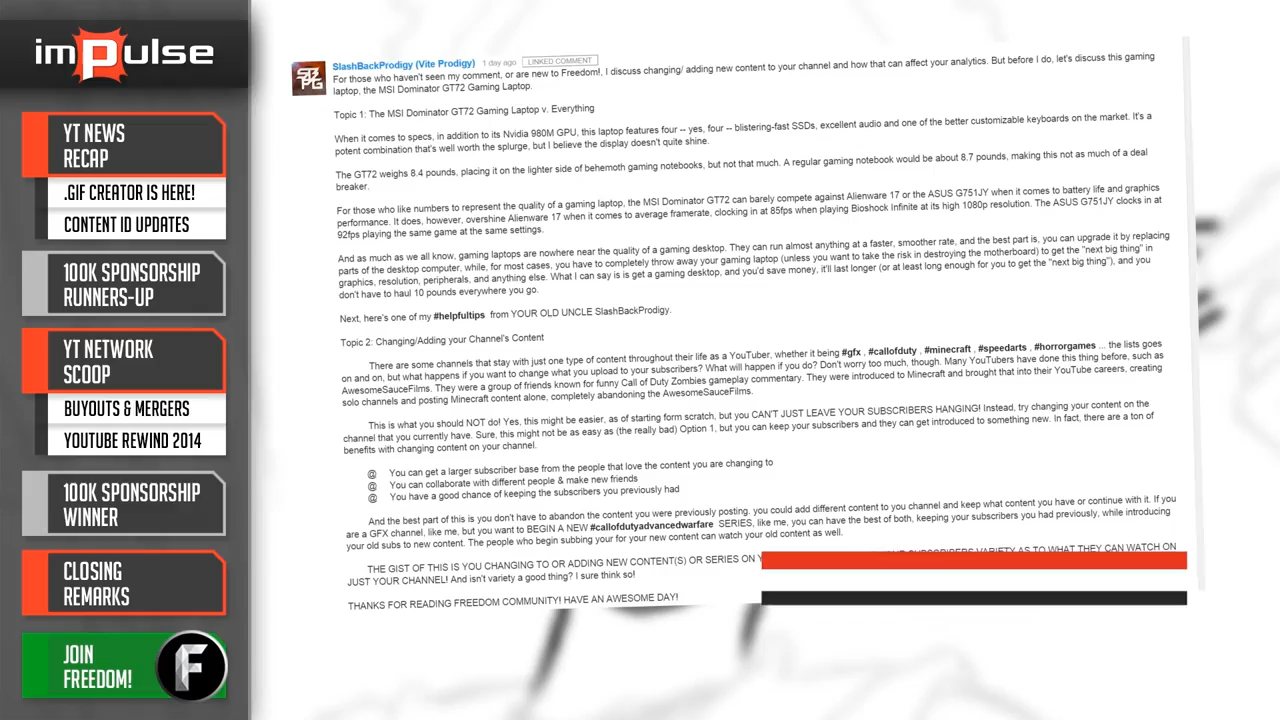 imPulse
YT NEWS
RECAP
.GIF CREATOR IS HERE!
CONTENT ID UPDATES
100K SPONSORSHIP
RUNNERS-UP
YT NETWORK
SCOOP
BUYOUTS & MERGERS
YOUTUBE REWIND 2014
100K SPONSORSHIP
WINNER
CLOSING
REMARKS
JOIN
FREEDOM!
F
SlashBackProdigy (Vite Prodigy) 1 day ago LINKED COMMENT
For those who haven't seen my comment, or are new to Freedom!, I discuss changing/ adding new content to your channel and how that can affect your analytics. But before I do, let's discuss this gaming
laptop, the MSI Dominator GT72 Gaming Laptop.
Topic 1: The MSI Dominator GT72 Gaming Laptop v. Everything
When it comes to specs, in addition to its Nvidia 980M GPU, this laptop features four -- yes, four -- blistering-fast SSDs, excellent audio and one of the better customizable keyboards on the market. It's a
potent combination that's well worth the splurge, but I believe the display doesn't quite shine.
The GT72 weighs 8.4 pounds, placing it on the lighter side of behemoth gaming notebooks, but not that much. A regular gaming notebook would be about 8.7 pounds, making this not as much of a deal
breaker.
For those who like numbers to represent the quality of a gaming laptop, the MSI Dominator GT72 can barely compete against Alienware 17 or the ASUS G751JY when it comes to battery life and graphics
performance. It does, however, overshine Alienware 17 when it comes to average framerate, clocking in at 85fps when playing Bioshock Infinite at its high 1080p resolution. The ASUS G751JY clocks in at
92fps playing the same game at the same settings.
And as much as we all know, gaming laptops are nowhere near the quality of a gaming desktop. They can run almost anything at a faster, smoother rate, and the best part is, you can upgrade it by replacing
parts of the desktop computer, while, for most cases, you have to completely throw away your gaming laptop (unless you want to take the risk in destroying the motherboard) to get the "next big thing" in
graphics, resolution, peripherals, and anything else. What I can say is is get a gaming desktop, and you'd save money, it'll last longer (or at least long enough for you to get the "next big thing"), and you
don't have to haul 10 pounds everywhere you go.
Next, here's one of my #helpfultips from YOUR OLD UNCLE SlashBackProdigy.
Topic 2: Changing/Adding your Channel's Content
There are some channels that stay with just one type of content throughout their life as a YouTuber, whether it being #gfx , #callofduty , #minecraft , #speedarts , #horrorgames ... the lists goes
on and on, but what happens if you want to change what you upload to your subscribers? What will happen if you do? Don't worry too much, though. Many YouTubers have done this thing before, such as
AwesomeSauceFilms. They were a group of friends known for funny Call of Duty Zombies gameplay commentary. They were introduced to Minecraft and brought that into their YouTube careers, creating
solo channels and posting Minecraft content alone, completely abandoning the AwesomeSauceFilms.
This is what you should NOT do! Yes, this might be easier, as of starting form scratch, but you CAN'T JUST LEAVE YOUR SUBSCRIBERS HANGING! Instead, try changing your content on the
channel that you currently have. Sure, this might not be as easy as (the really bad) Option 1, but you can keep your subscribers and they can get introduced to something new. In fact, there are a ton of
benefits with changing content on your channel.
@ You can get a larger subscriber base from the people that love the content you are changing to
@ You can collaborate with different people & make new friends
@ You have a good chance of keeping the subscribers you previously had
And the best part of this is you don't have to abandon the content you were previously posting. you could add different content to you channel and keep what content you have or continue with it. If you
are a GFX channel, like me, but you want to BEGIN A NEW #callofdutyadvancedwarfare SERIES, like me, you can have the best of both, keeping your subscribers you had previously, while introducing
your old subs to new content. The people who begin subbing your for your new content can watch your old content as well.
THE GIST OF THIS IS YOU CHANGING TO OR ADDING NEW CONTENT(S) OR SERIES ON SUBSCRIBERS VARIETY AS TO WHAT THEY CAN WATCH ON
JUST YOUR CHANNEL! And isn't variety a good thing? I sure think so!
THANKS FOR READING FREEDOM COMMUNITY! HAVE AN AWESOME DAY!